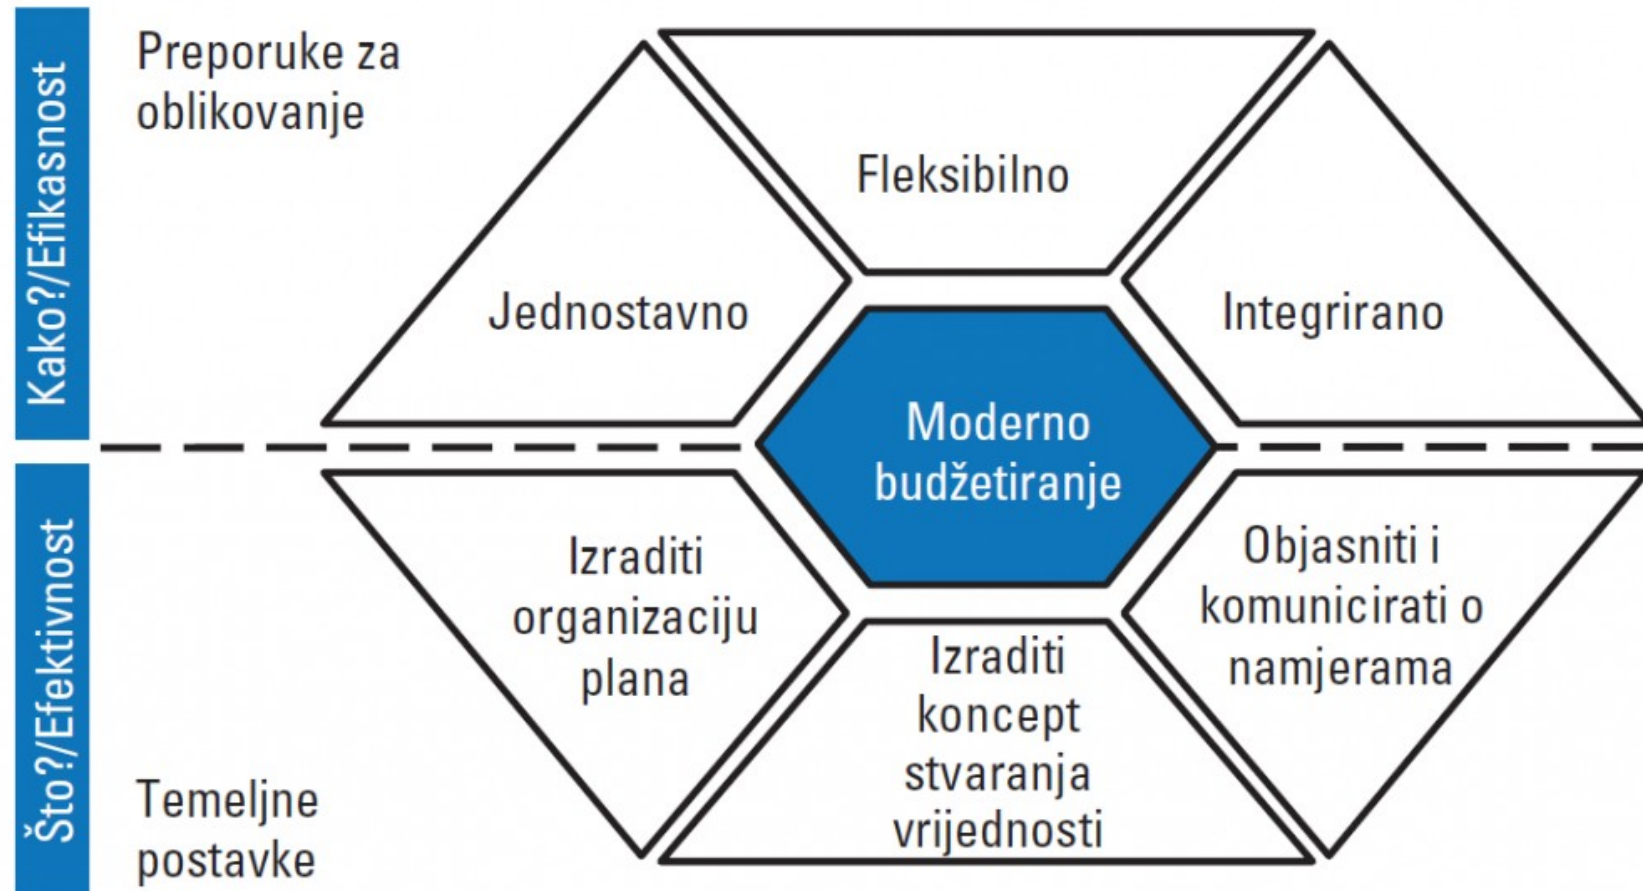 Kako?/Efikasnost
Preporuke za
oblikovanje
Fleksibilno
Jednostavno
Integrirano
Moderno
budžetiranje
Što?/Efektivnost
Izraditi
organizaciju
plana
Izraditi
koncept
stvaranja
vrijednosti
Objasniti i
komunicirati o
namjerama
Temeljne
postavke